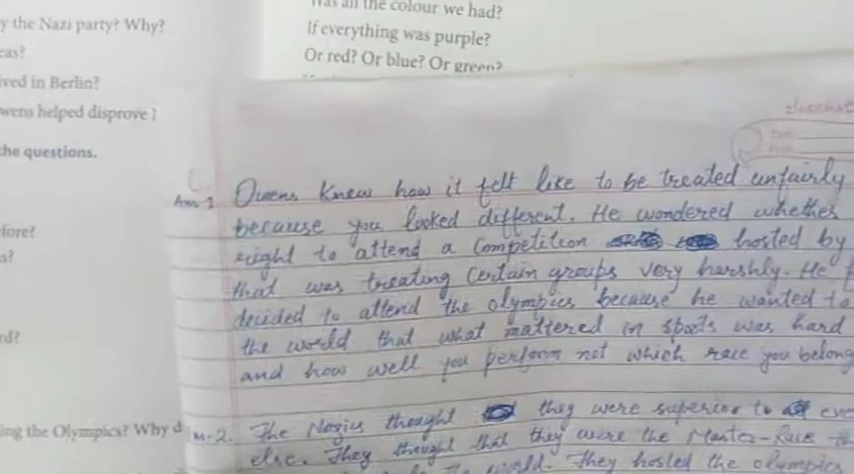 y the Nazi party? Why?
eas?
ived in Berlin?
wens helped disprove ?
the questions.
fore?
s?
rd?
ing the Olympics? Why d
Was all the colour we had?
If everything was purple?
Or red? Or blue? Or green?
Ans. 1 Owens knew how it felt like to be treated unfairly
because you looked different. He wondered whether
right to attend a competition hosted by
that was treating certain groups very harshly. He f
decided to attend the olympics because he wanted to
the world that what mattered in sports was hard
and how well you perform not which race you belong
n. 2. The Nazis thought they were superior to eve
else. They thought that they were the Master-Race
world. They hosted the olympics